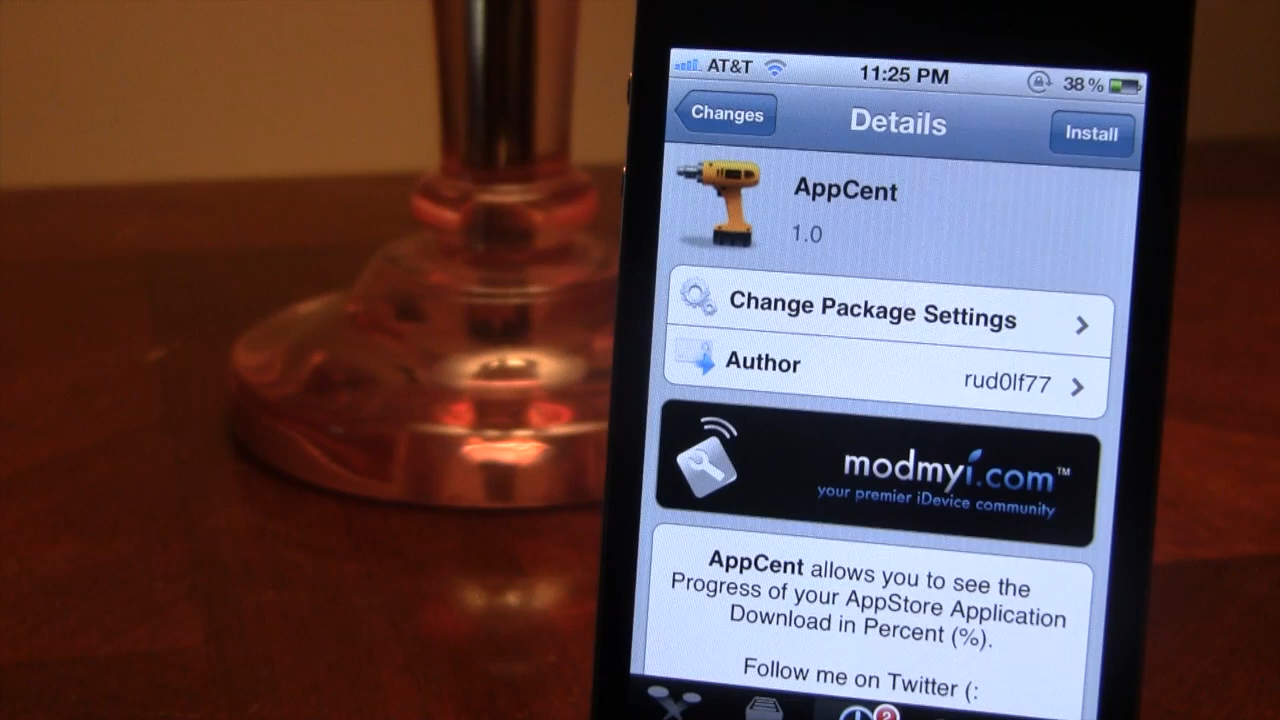 AT&T 11:25 PM 38%
Changes Details Install
AppCent
1.0
Change Package Settings
Author rud0lf77
modmyi.com™
your premier iDevice community
AppCent allows you to see the
Progress of your AppStore Application
Download in Percent (%).
Follow me on Twitter (:
2